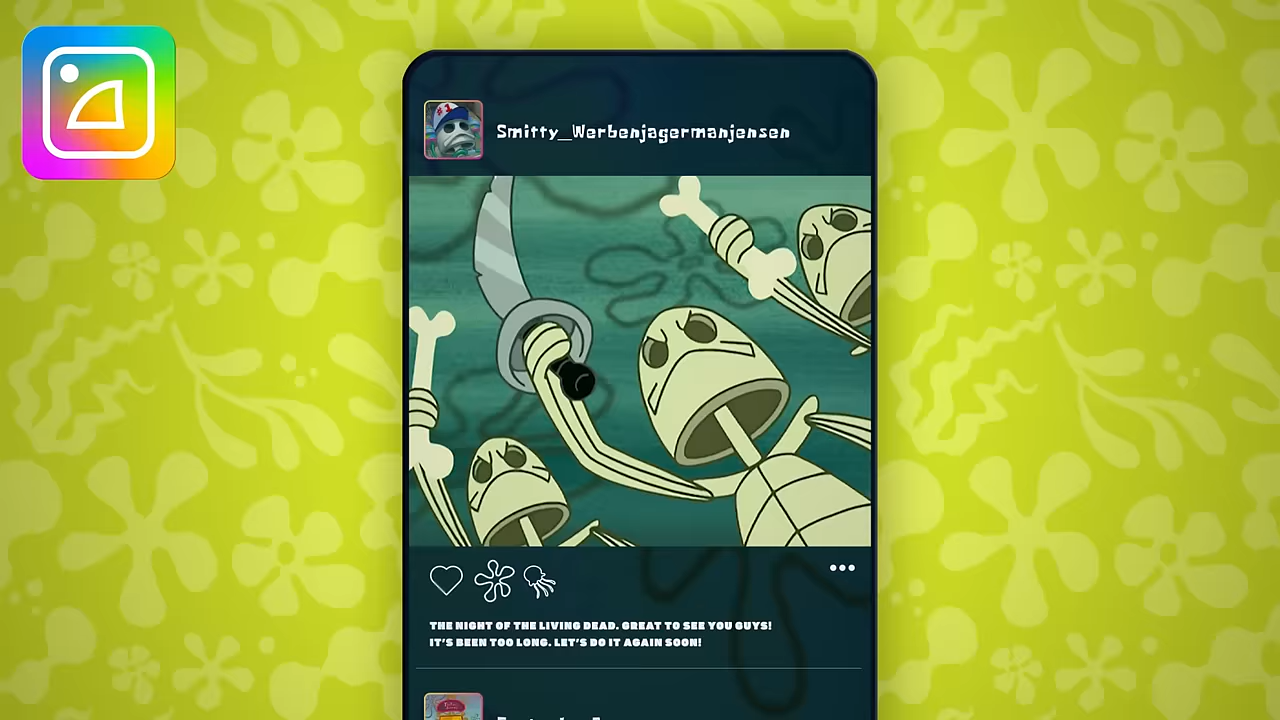 #1
Smitty_Werbenjagermanjensen
THE NIGHT OF THE LIVING DEAD. GREAT TO SEE YOU GUYS!
IT'S BEEN TOO LONG. LET'S DO IT AGAIN SOON!